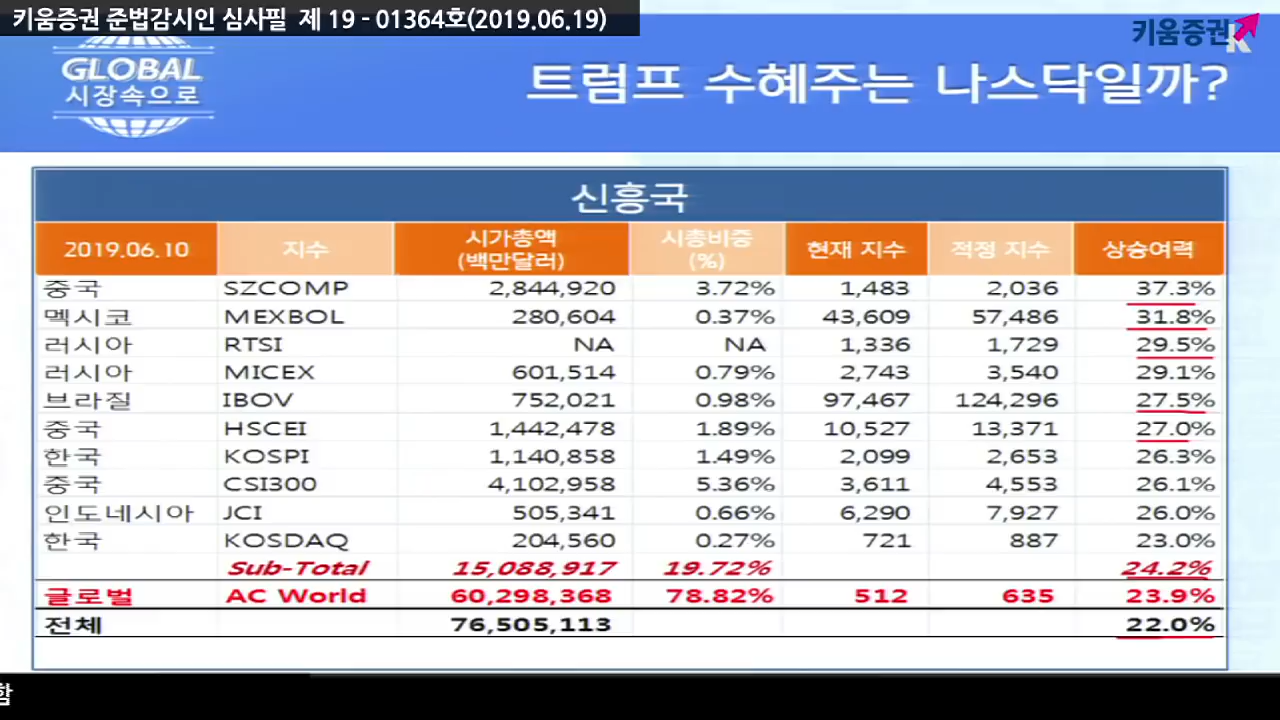 키움증권 준법감시인 심사필 제 19 - 01364호(2019.06.19)
키움증권
GLOBAL
시장속으로
트럼프 수혜주는 나스닥일까?
신흥국
2019.06.10 지수 시가총액 (백만달러) 시총비중 (%) 현재 지수 적정 지수 상승여력
중국 SZCOMP 2,844,920 3.72% 1,483 2,036 37.3%
멕시코 MEXBOL 280,604 0.37% 43,609 57,486 31.8%
러시아 RTSI NA NA 1,336 1,729 29.5%
러시아 MICEX 601,514 0.79% 2,743 3,540 29.1%
브라질 IBOV 752,021 0.98% 97,467 124,296 27.5%
중국 HSCEI 1,442,478 1.89% 10,527 13,371 27.0%
한국 KOSPI 1,140,858 1.49% 2,099 2,653 26.3%
중국 CSI300 4,102,958 5.36% 3,611 4,553 26.1%
인도네시아 JCI 505,341 0.66% 6,290 7,927 26.0%
한국 KOSDAQ 204,560 0.27% 721 887 23.0%
Sub-Total 15,088,917 19.72% 24.2%
글로벌 AC World 60,298,368 78.82% 512 635 23.9%
전체 76,505,113 22.0%
함